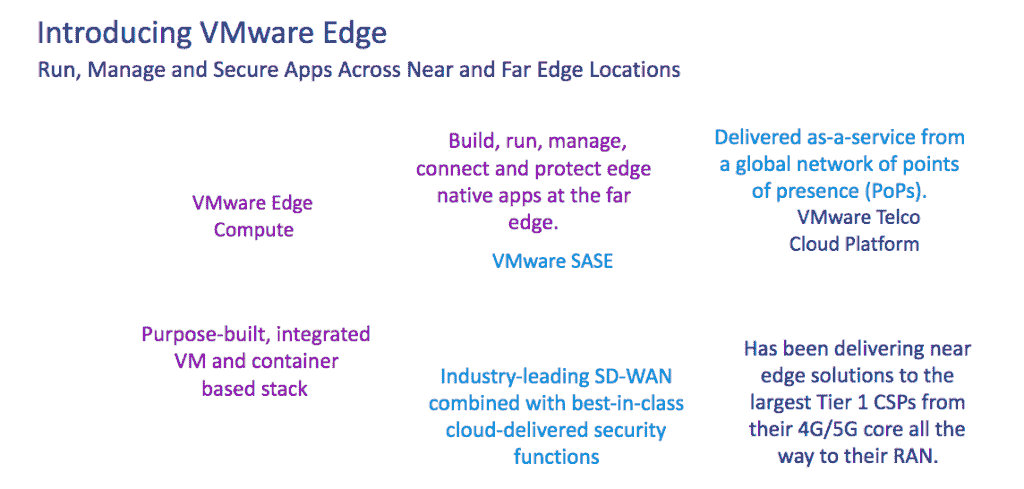 Introducing VMware Edge
Run, Manage and Secure Apps Across Near and Far Edge Locations
VMware Edge
Compute
Purpose-built, integrated
VM and container
based stack
Build, run, manage,
connect and protect edge
native apps at the far
edge.
VMware SASE
Industry-leading SD-WAN
combined with best-in-class
cloud-delivered security
functions
Delivered as-a-service from
a global network of points
of presence (PoPs).
VMware Telco
Cloud Platform
Has been delivering near
edge solutions to the
largest Tier 1 CSPs from
their 4G/5G core all the
way to their RAN.